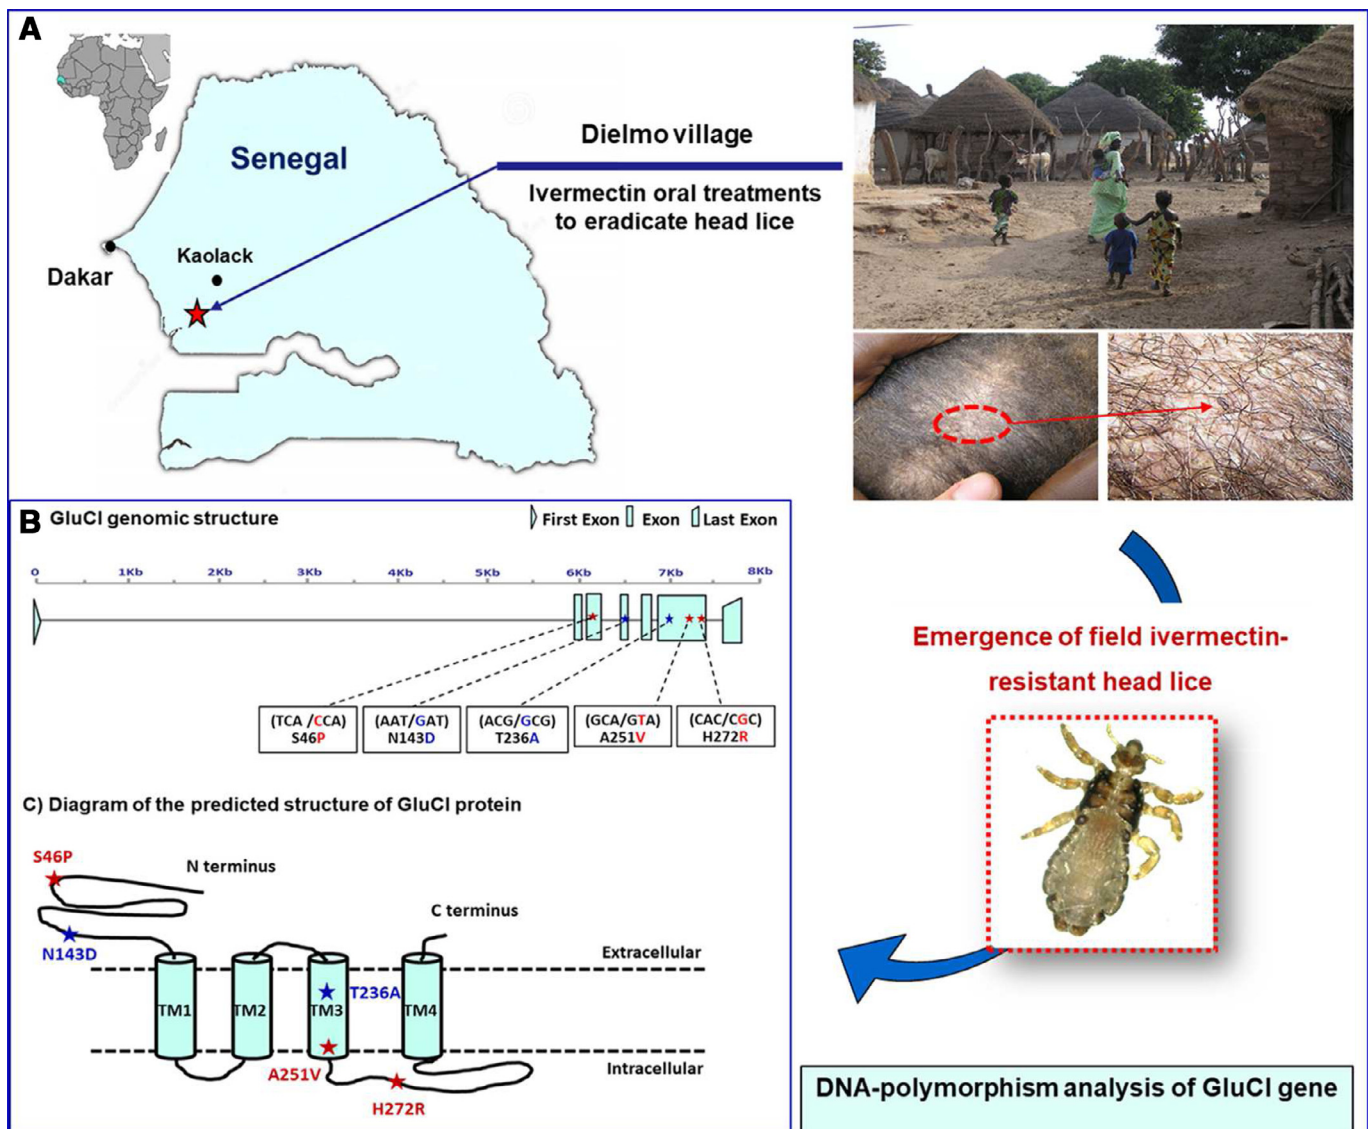 A
Senegal
Dakar
Kaolack
Dielmo village
Ivermectin oral treatments
to eradicate head lice
Emergence of field ivermectin-
resistant head lice
DNA-polymorphism analysis of GluCl gene
B GluCl genomic structure
First Exon Exon Last Exon
0 1Kb 2Kb 3Kb 4Kb 5Kb 6Kb 7Kb 8Kb
(TCA /CCA) (AAT/GAT) (ACG/GCG) (GCA/GTA) (CAC/CGC)
S46P N143D T236A A251V H272R
C) Diagram of the predicted structure of GluCl protein
S46P
N terminus
C terminus
N143D
Extracellular
T236A
TM1 TM2 TM3 TM4
A251V
Intracellular
H272R